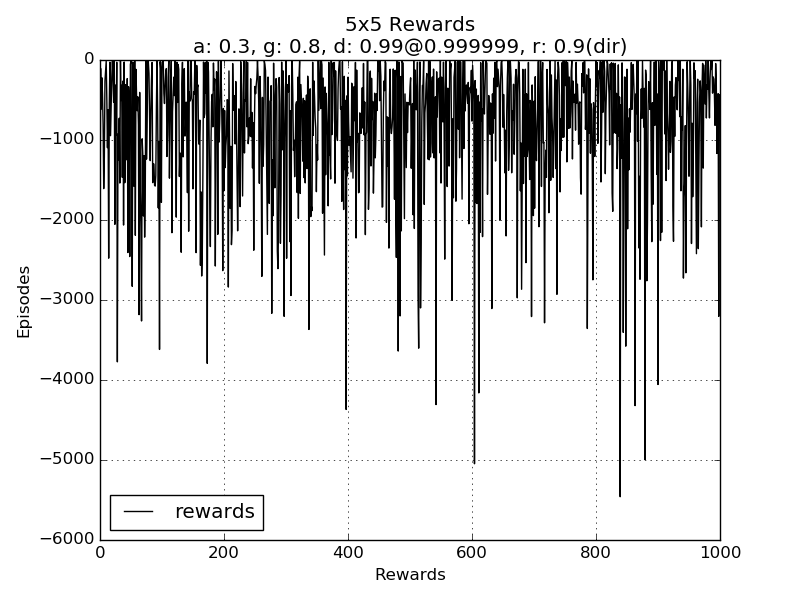 5x5 Rewards
a: 0.3, g: 0.8, d: 0.99@0.999999, r: 0.9(dir)
0
−1000
−2000
−3000
−4000
−5000
−6000
Episodes
rewards
0 200 400 600 800 1000
Rewards